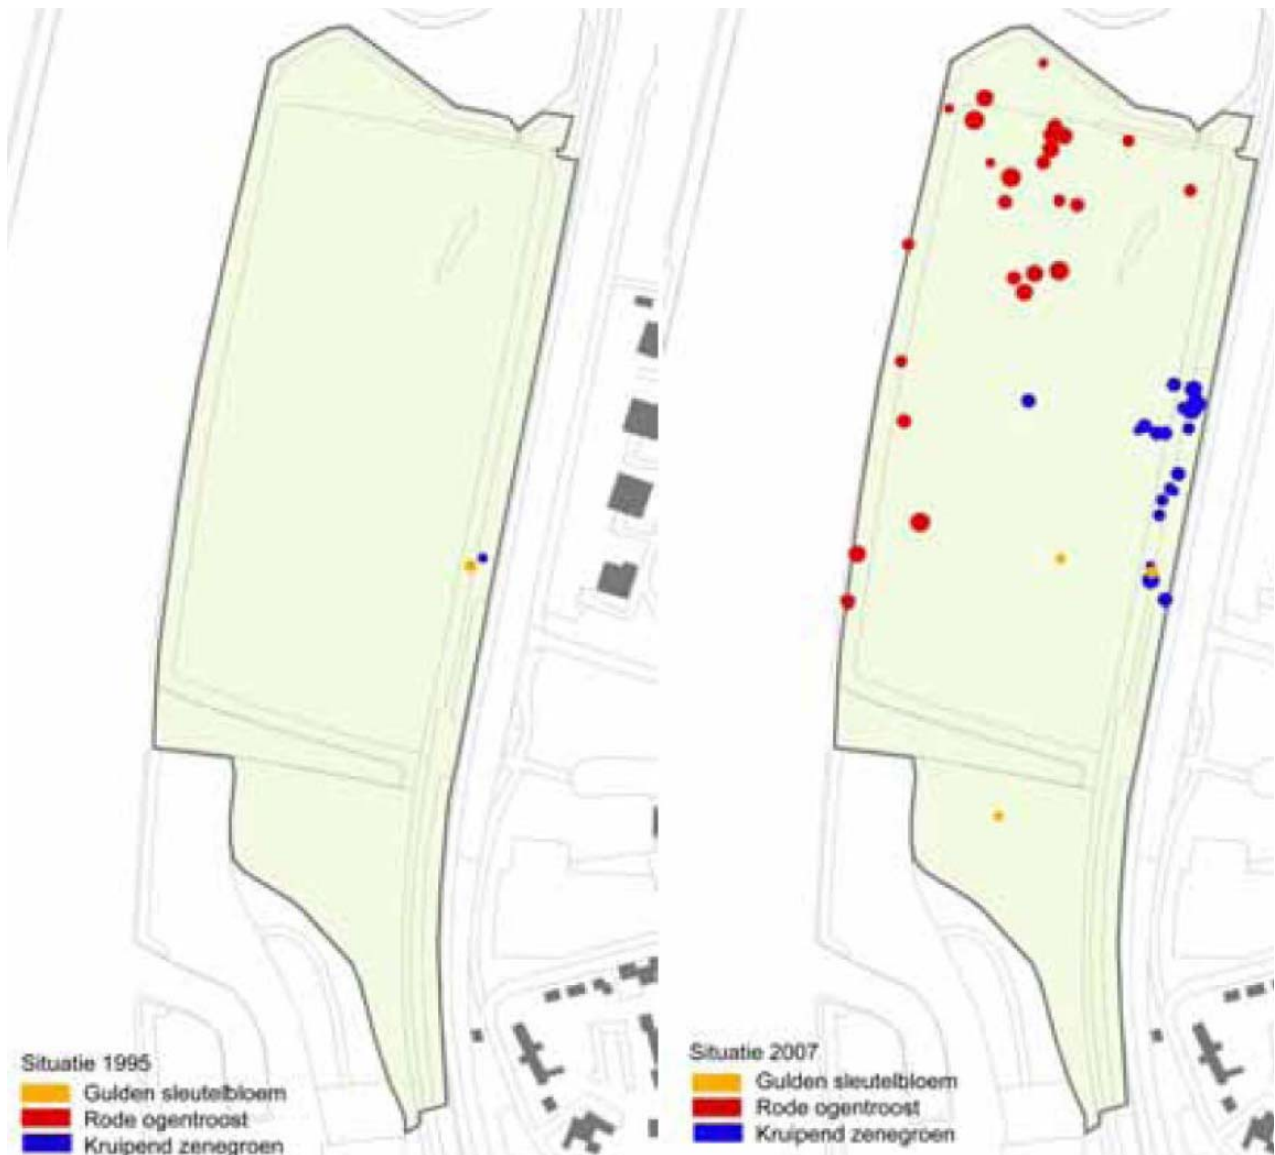 Situatie 1995
Gulden sleutelbloem
Rode ogentroost
Kruipend zenegroen
Situatie 2007
Gulden sleutelbloem
Rode ogentroost
Kruipend zenegroen